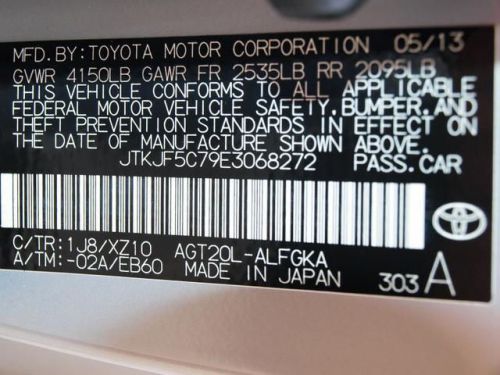 MFD.BY:TOYOTA MOTOR CORPORATION 05/13
GVWR 4150LB GAWR FR 2535LB RR 2095LB
THIS VEHICLE CONFORMS TO ALL APPLICABLE
FEDERAL MOTOR VEHICLE SAFETY,BUMPER,AND
THEFT PREVENTION STANDARDS IN EFFECT ON
THE DATE OF MANUFACTURE SHOWN ABOVE.
JTKJF5C79E3068272 PASS.CAR
C/TR:1J8/XZ10 AGT20L-ALFGKA
A/TM:-02A/EB60 MADE IN JAPAN 303 A